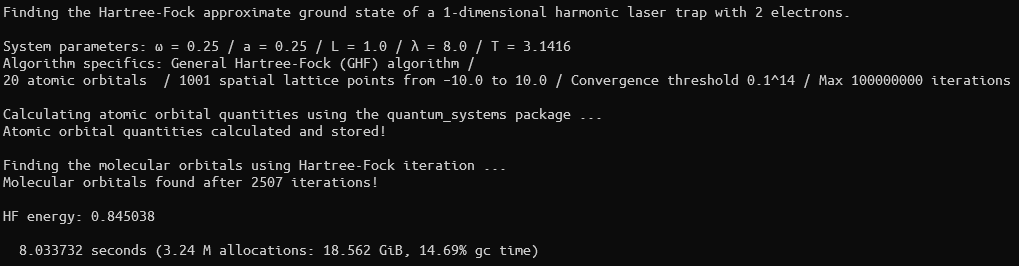 Finding the Hartree-Fock approximate ground state of a 1-dimensional harmonic laser trap with 2 electrons.
System parameters: ω = 0.25 / a = 0.25 / L = 1.0 / λ = 8.0 / T = 3.1416
Algorithm specifics: General Hartree-Fock (GHF) algorithm /
20 atomic orbitals  / 1001 spatial lattice points from -10.0 to 10.0 / Convergence threshold 0.1^14 / Max 100000000 iterations
Calculating atomic orbital quantities using the quantum_systems package ...
Atomic orbital quantities calculated and stored!
Finding the molecular orbitals using Hartree-Fock iteration ...
Molecular orbitals found after 2507 iterations!
HF energy: 0.845038
8.033732 seconds (3.24 M allocations: 18.562 GiB, 14.69% gc time)